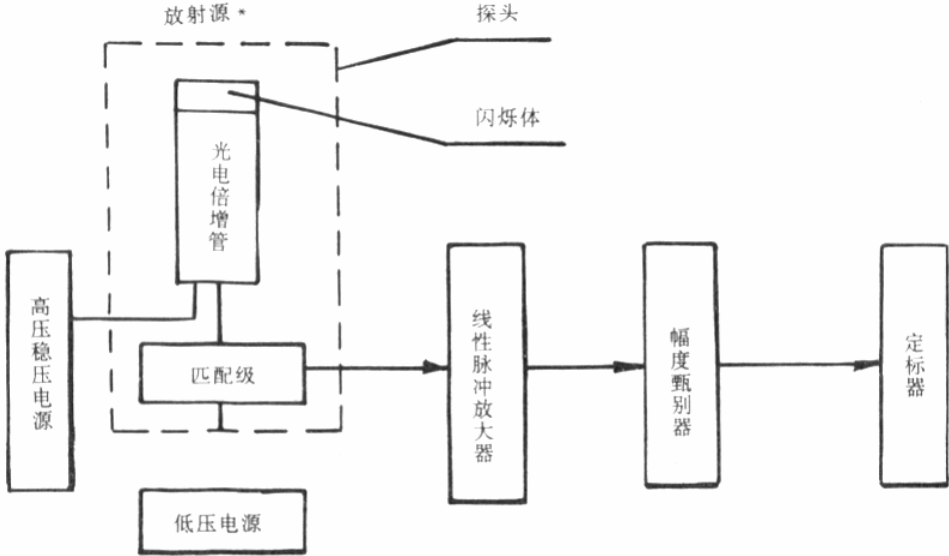 放射源*
探头
闪烁体
光电倍增管
高压稳压电源
匹配级
线性脉冲放大器
幅度甄别器
定标器
低压电源